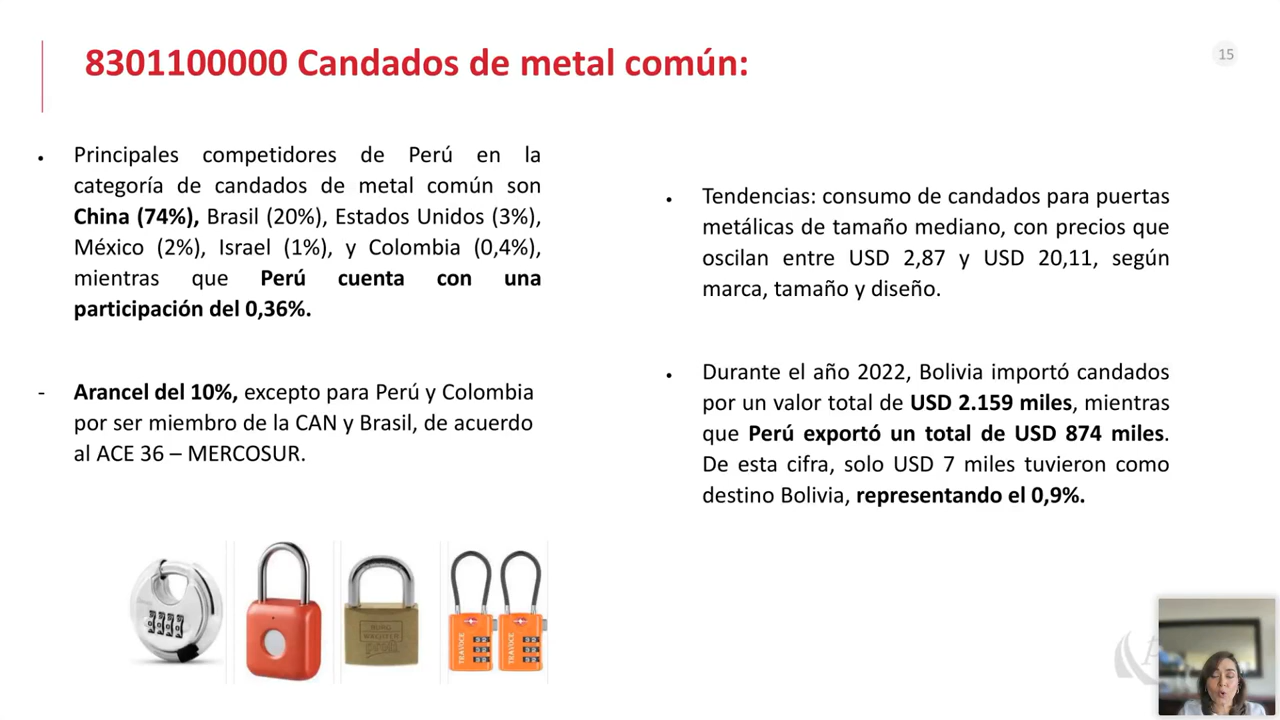 8301100000 Candados de metal común:
15
• Principales competidores de Perú en la
categoría de candados de metal común son
China (74%), Brasil (20%), Estados Unidos (3%),
México (2%), Israel (1%), y Colombia (0,4%),
mientras que Perú cuenta con una
participación del 0,36%.
- Arancel del 10%, excepto para Perú y Colombia
por ser miembro de la CAN y Brasil, de acuerdo
al ACE 36 – MERCOSUR.
• Tendencias: consumo de candados para puertas
metálicas de tamaño mediano, con precios que
oscilan entre USD 2,87 y USD 20,11, según
marca, tamaño y diseño.
• Durante el año 2022, Bolivia importó candados
por un valor total de USD 2.159 miles, mientras
que Perú exportó un total de USD 874 miles.
De esta cifra, solo USD 7 miles tuvieron como
destino Bolivia, representando el 0,9%.
TRAVOCE
TRAVOCE